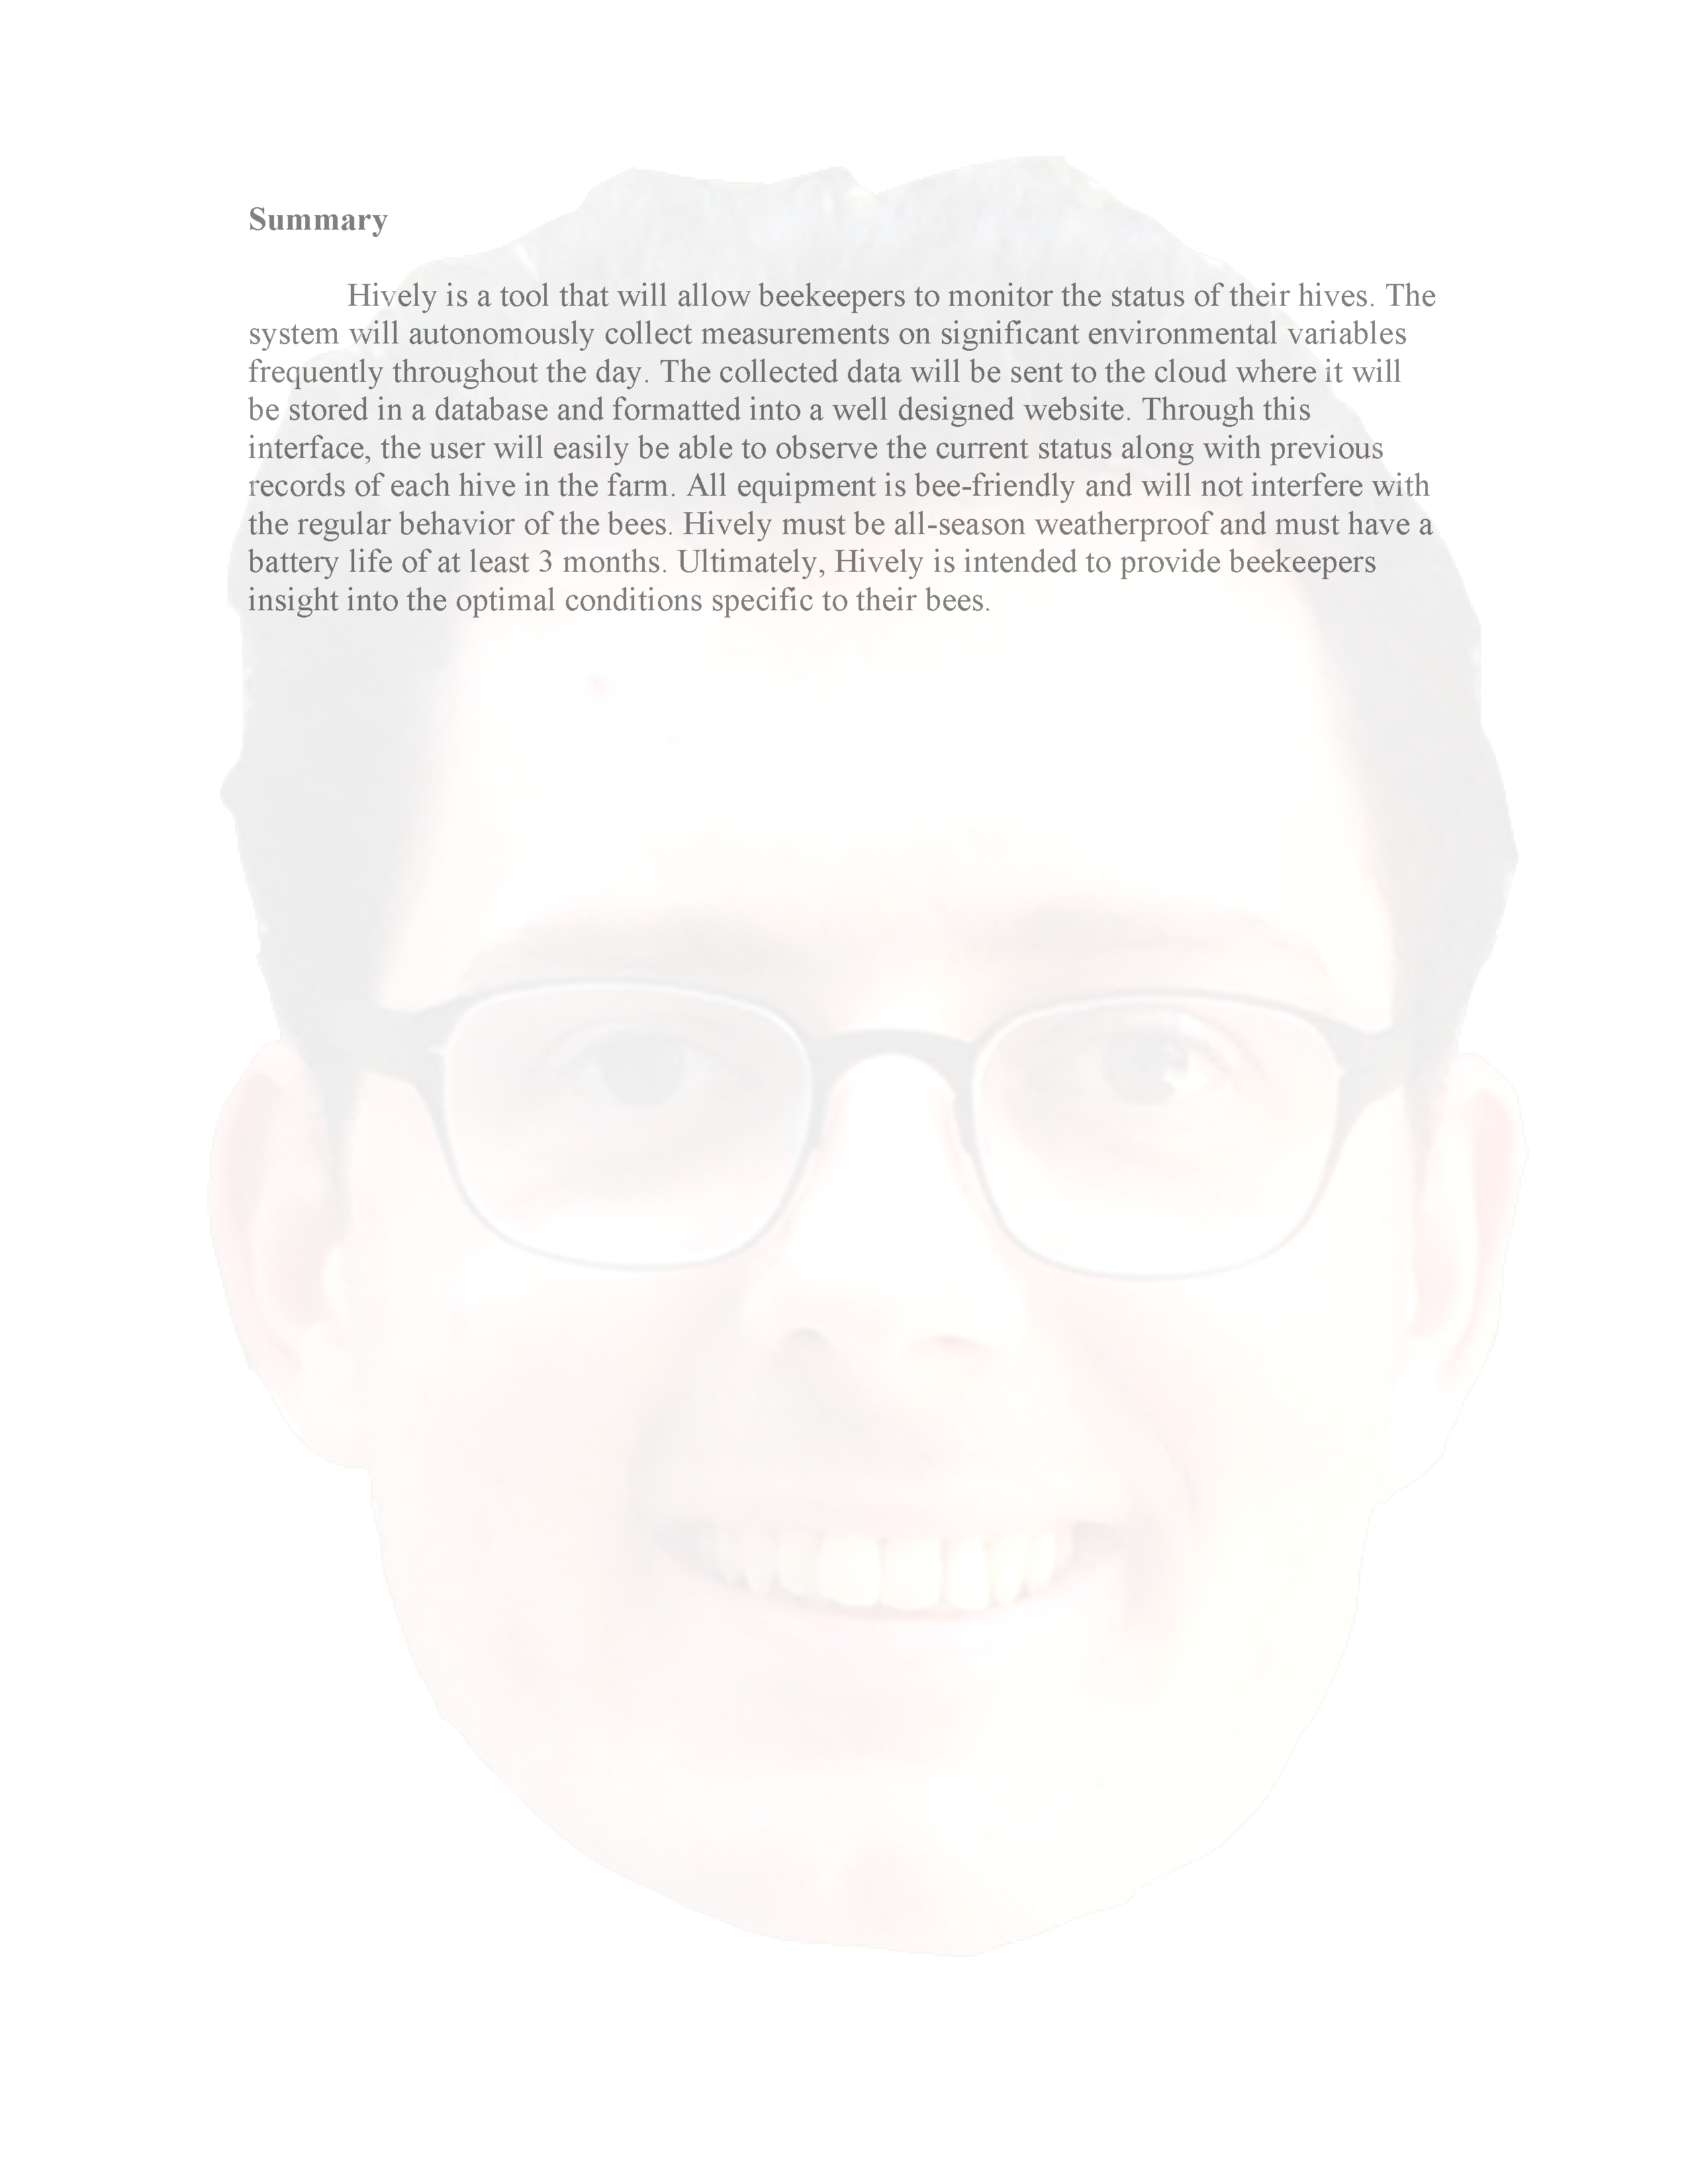 Summary
Hively is a tool that will allow beekeepers to monitor the status of their hives. The
system will autonomously collect measurements on significant environmental variables
frequently throughout the day. The collected data will be sent to the cloud where it will
be stored in a database and formatted into a well designed website. Through this
interface, the user will easily be able to observe the current status along with previous
records of each hive in the farm. All equipment is bee-friendly and will not interfere with
the regular behavior of the bees. Hively must be all-season weatherproof and must have a
battery life of at least 3 months. Ultimately, Hively is intended to provide beekeepers
insight into the optimal conditions specific to their bees.